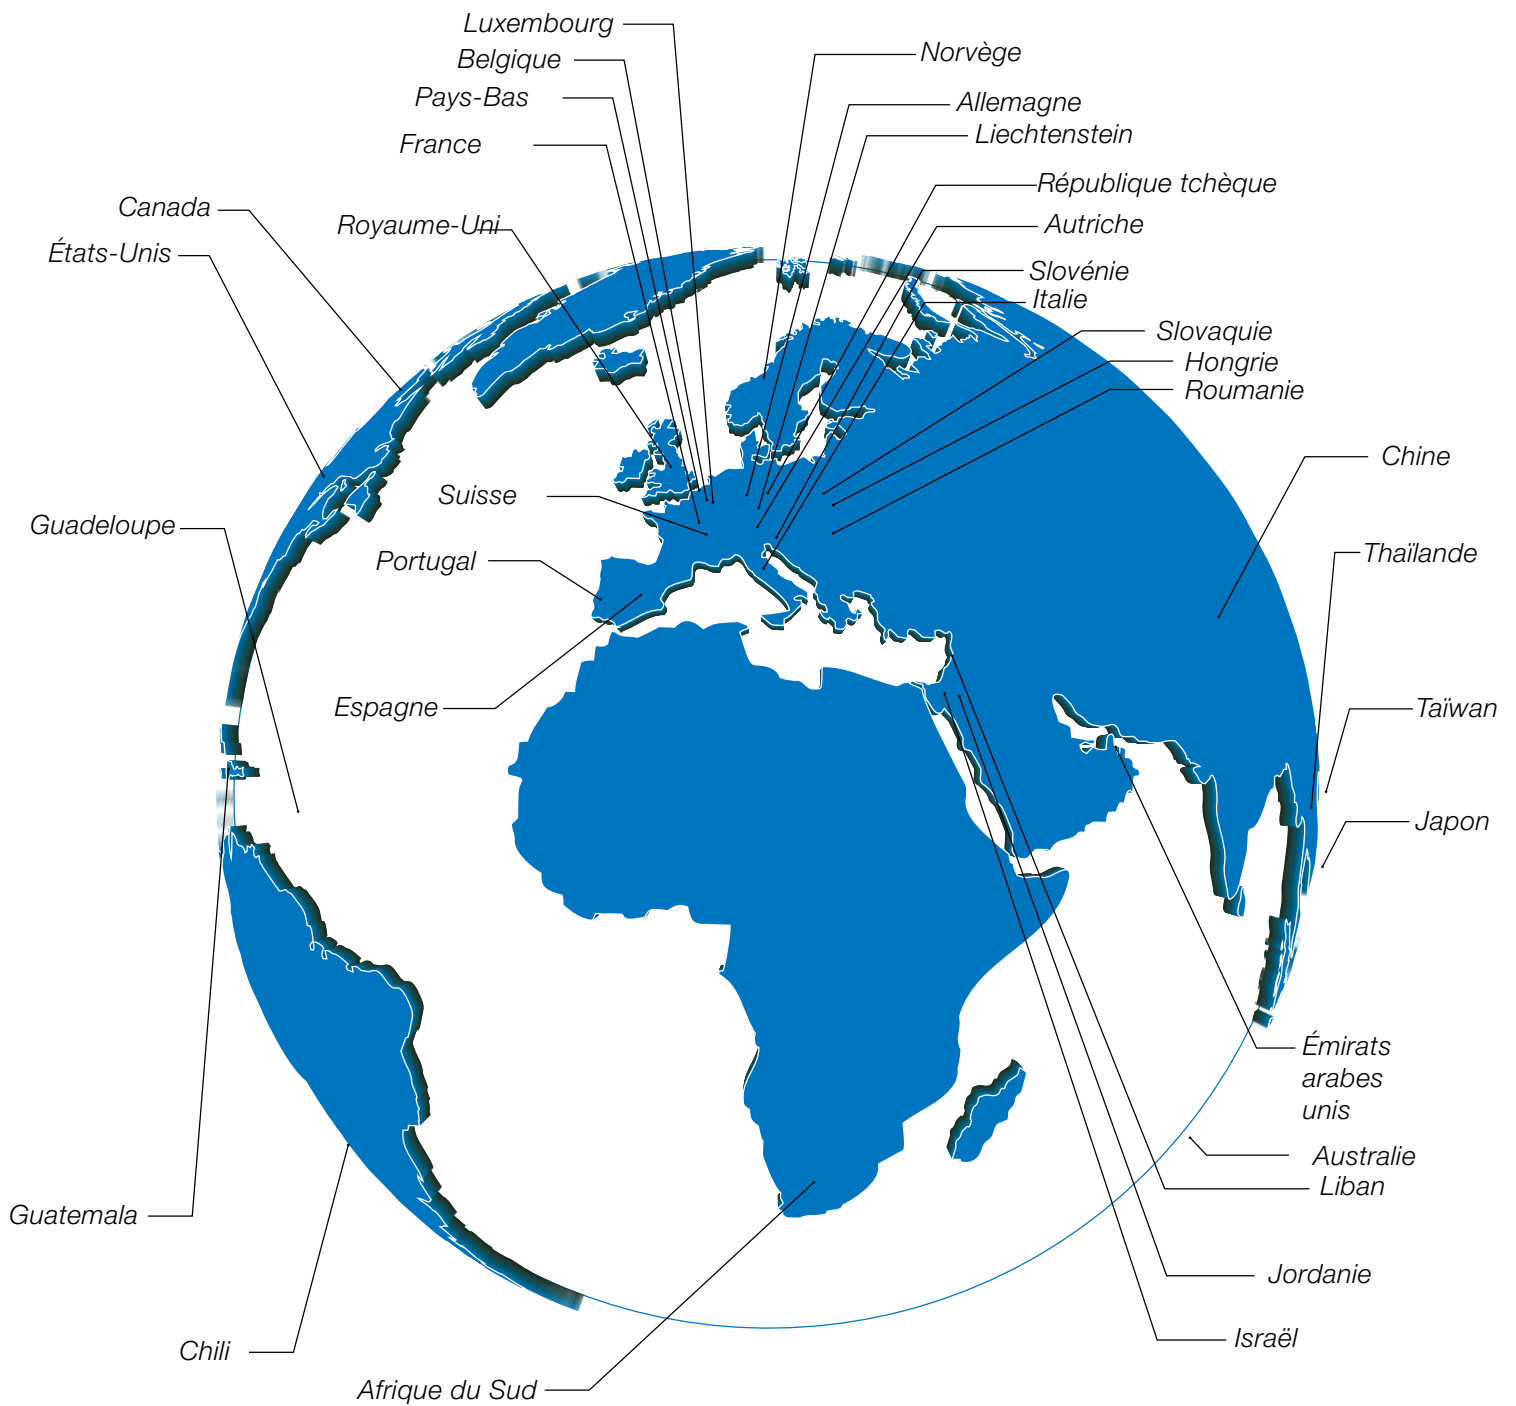 Luxembourg
Belgique
Pays-Bas
France
Canada
Royaume-Uni
États-Unis
Suisse
Guadeloupe
Portugal
Espagne
Guatemala
Chili
Afrique du Sud
Norvège
Allemagne
Liechtenstein
République tchèque
Autriche
Slovénie
Italie
Slovaquie
Hongrie
Roumanie
Chine
Thaïlande
Taïwan
Japon
Émirats
arabes
unis
Australie
Liban
Jordanie
Israël